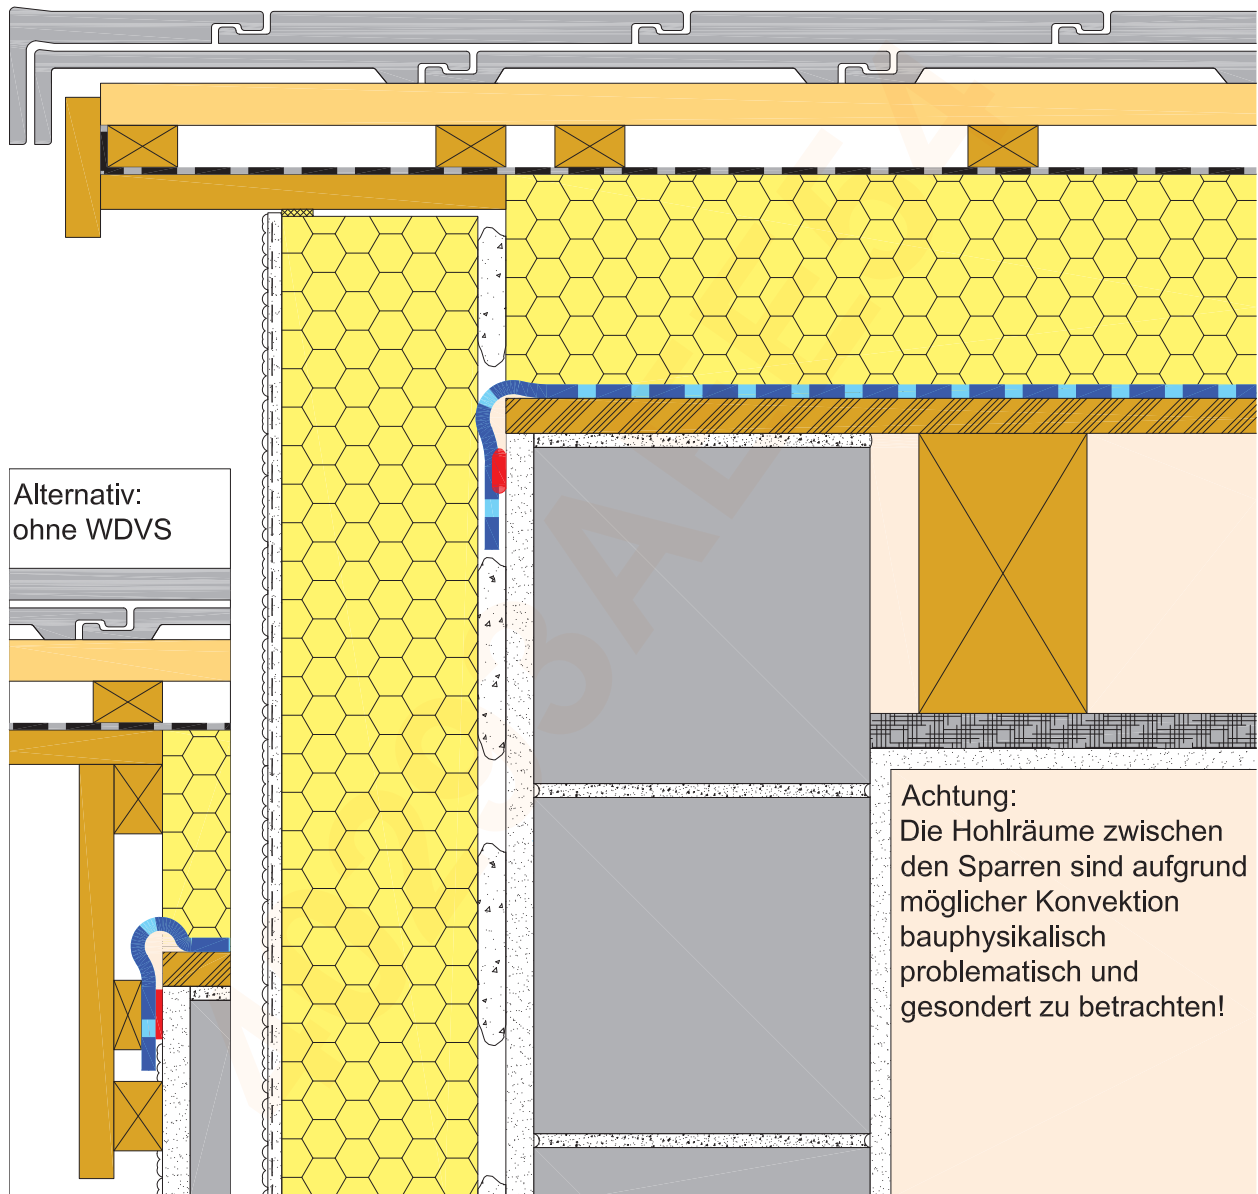 Alternativ:
ohne WDVS
Achtung:
Die Hohlräume zwischen
den Sparren sind aufgrund
möglicher Konvektion
bauphysikalisch
problematisch und
gesondert zu betrachten!